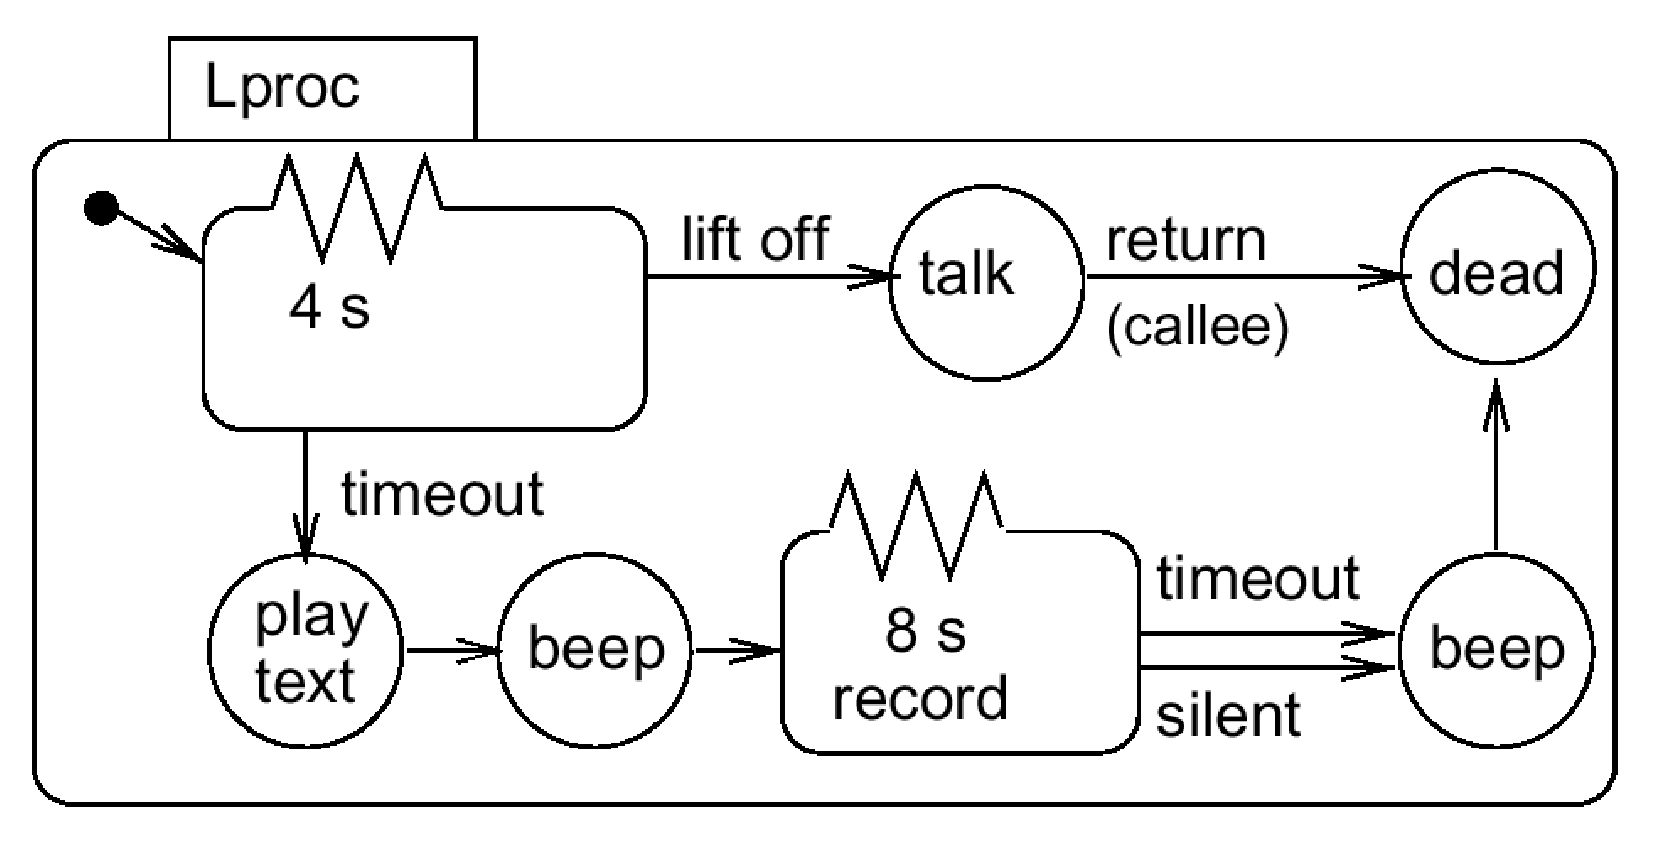 Lproc
4 s
lift off
talk
return
(callee)
dead
timeout
play
text
beep
8 s
record
timeout
silent
beep